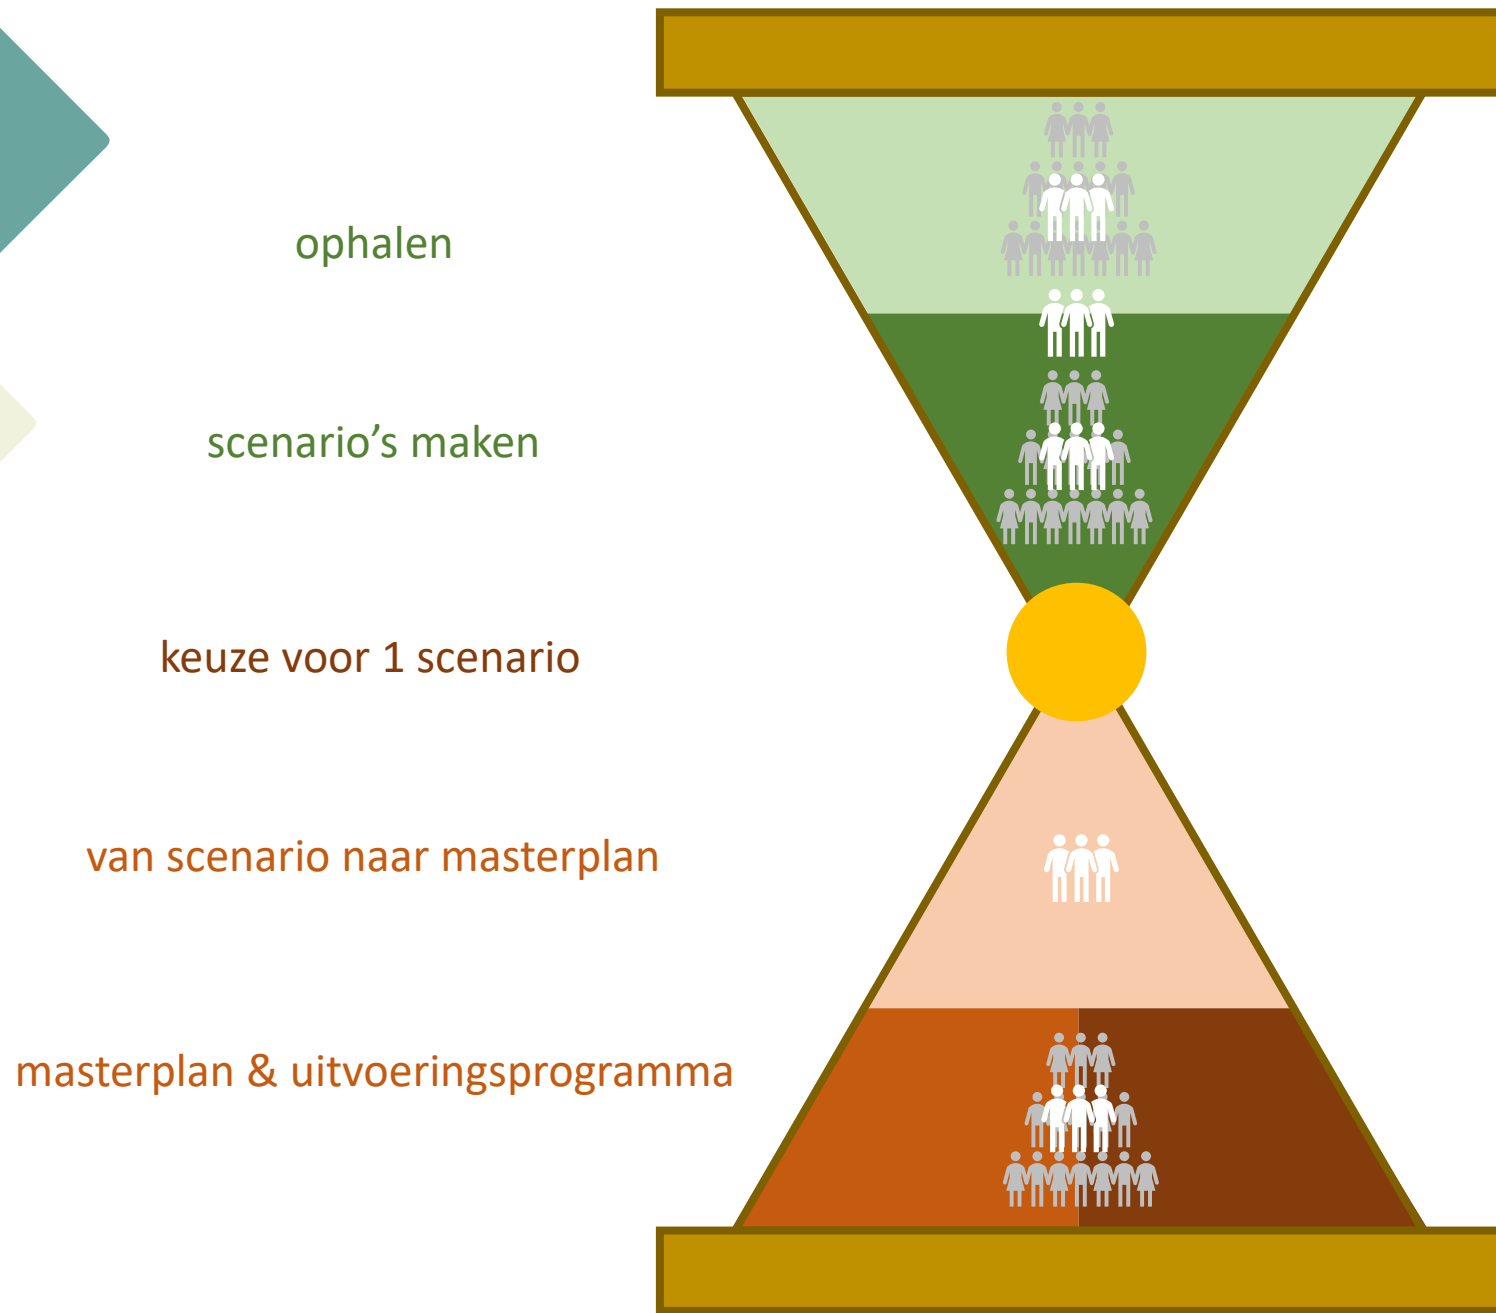 ophalen
scenario’s maken
keuze voor 1 scenario
van scenario naar masterplan
masterplan & uitvoeringsprogramma